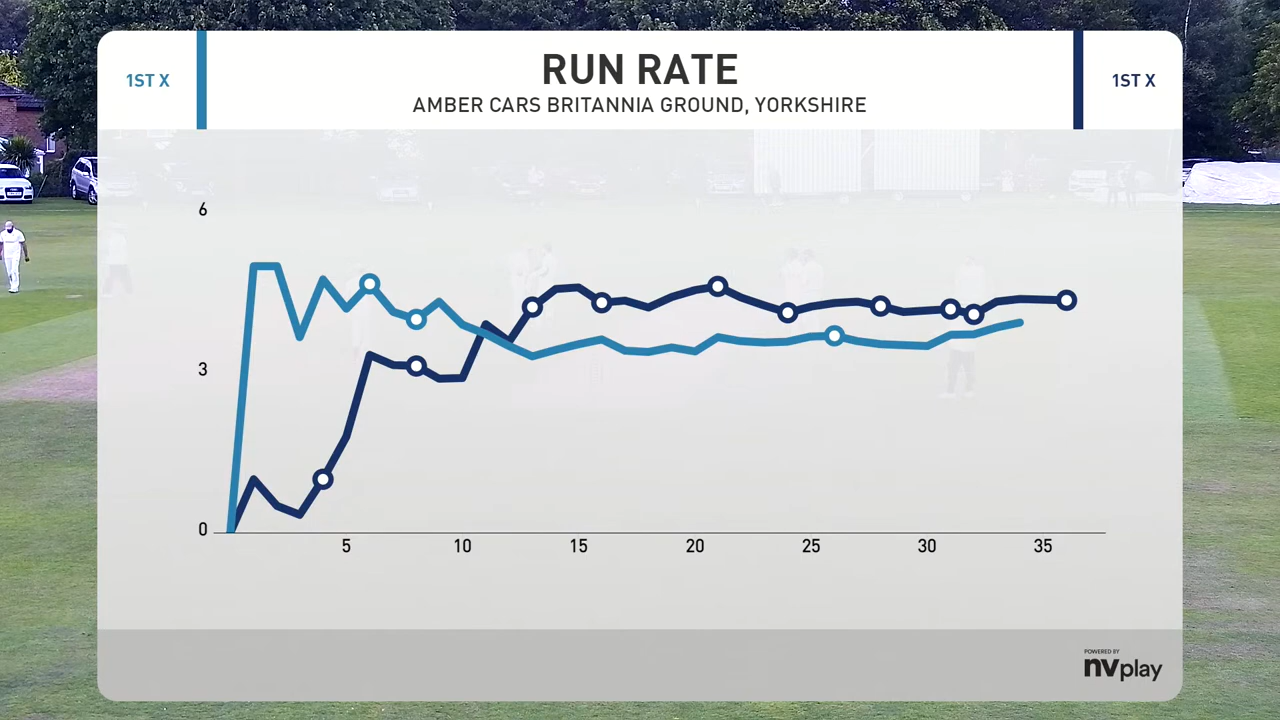 1ST X
RUN RATE
AMBER CARS BRITANNIA GROUND, YORKSHIRE
1ST X
6
3
0
5 10 15 20 25 30 35
POWERED BY
nvplay